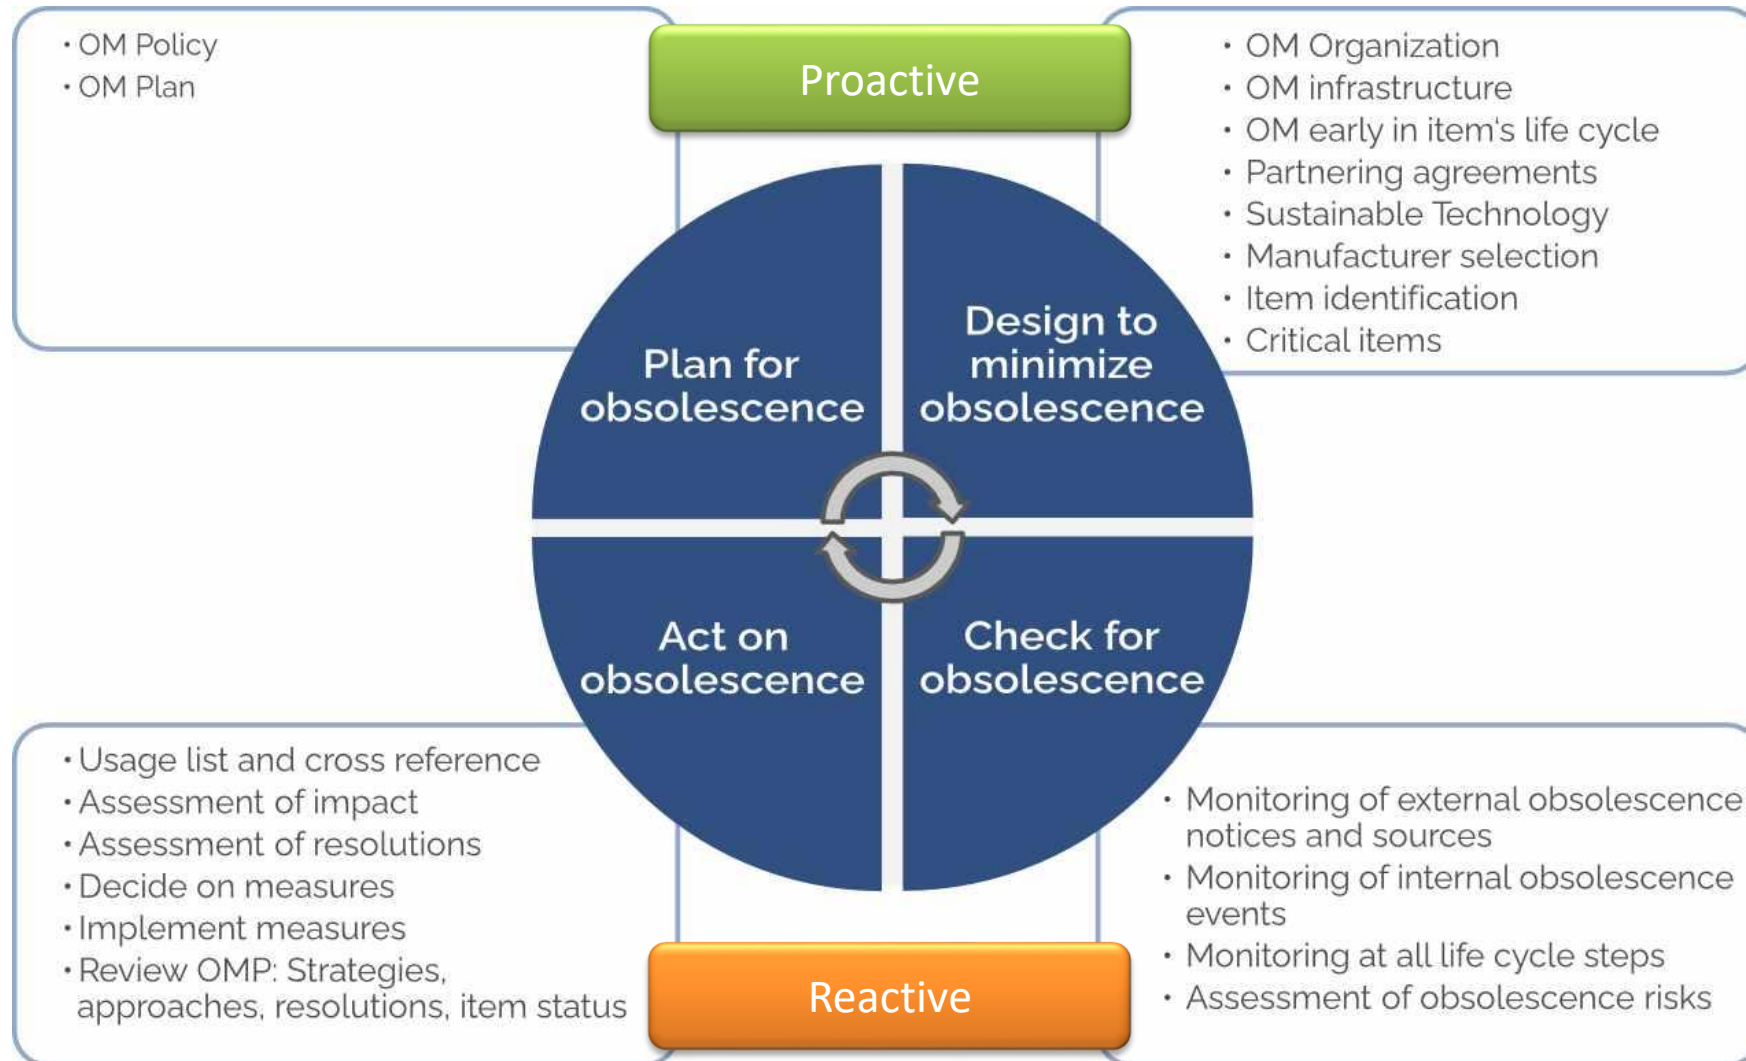 • OM Policy
• OM Plan
Proactive
• OM Organization
• OM infrastructure
• OM early in item's life cycle
• Partnering agreements
• Sustainable Technology
• Manufacturer selection
• Item identification
• Critical items
Plan for
obsolescence
Design to
minimize
obsolescence
Act on
obsolescence
Check for
obsolescence
• Usage list and cross reference
• Assessment of impact
• Assessment of resolutions
• Decide on measures
• Implement measures
• Review OMP: Strategies,
approaches, resolutions, item status
Reactive
• Monitoring of external obsolescence
notices and sources
• Monitoring of internal obsolescence
events
• Monitoring at all life cycle steps
• Assessment of obsolescence risks